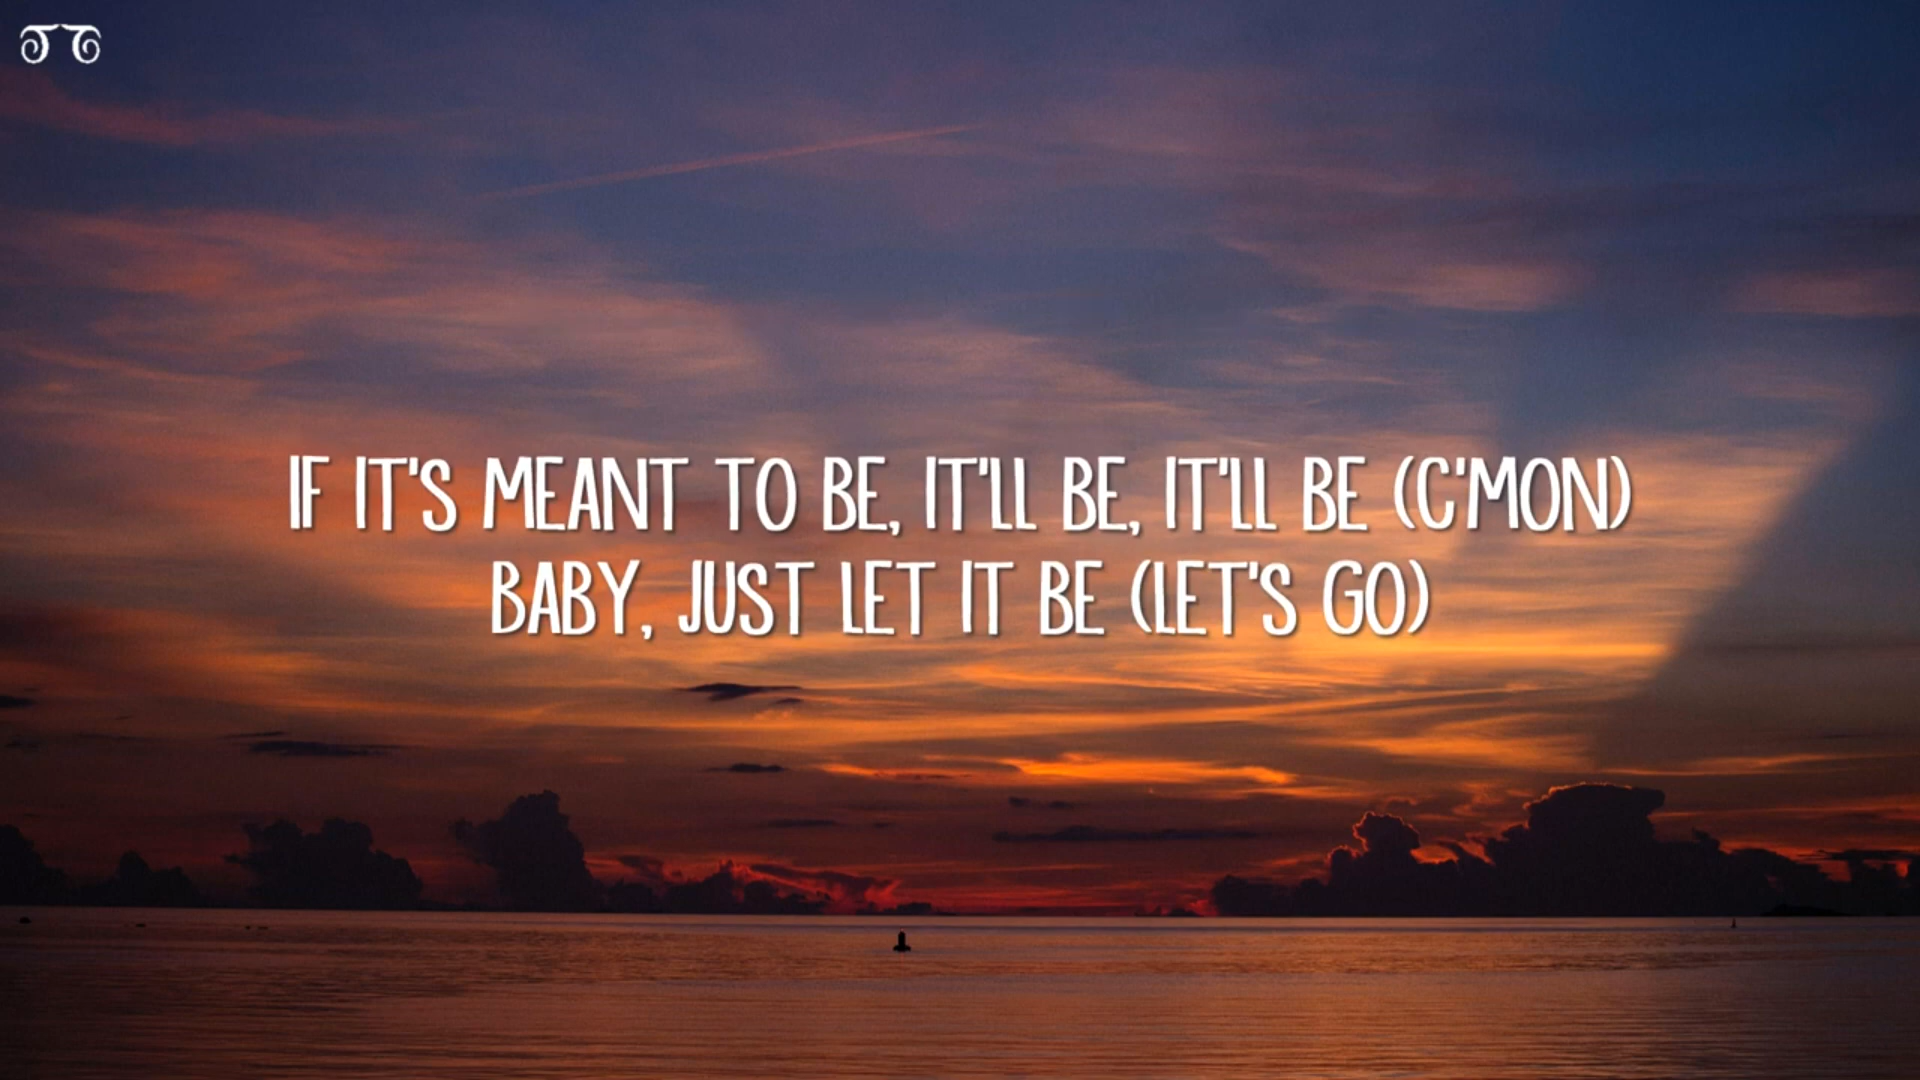 IF IT'S MEANT TO BE, IT'LL BE, IT'LL BE (C'MON)
BABY, JUST LET IT BE (LET'S GO)